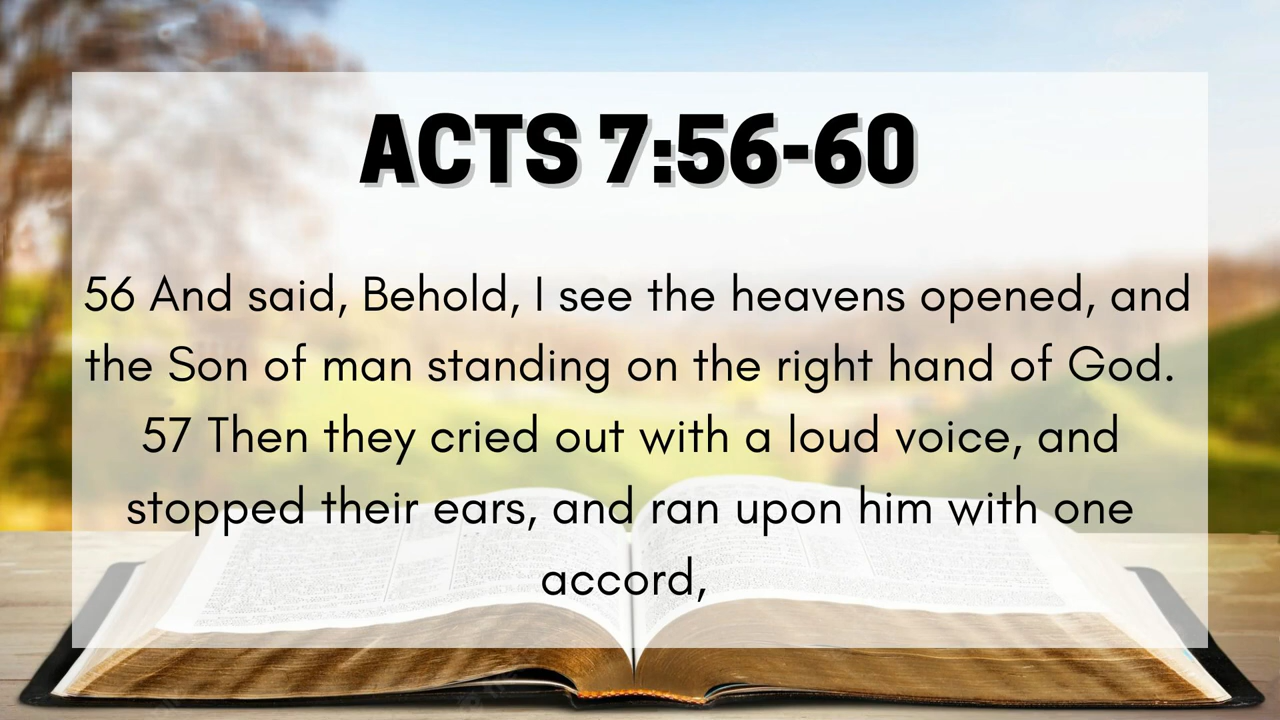 ACTS 7:56-60
56 And said, Behold, I see the heavens opened, and
the Son of man standing on the right hand of God.
57 Then they cried out with a loud voice, and
stopped their ears, and ran upon him with one
accord,